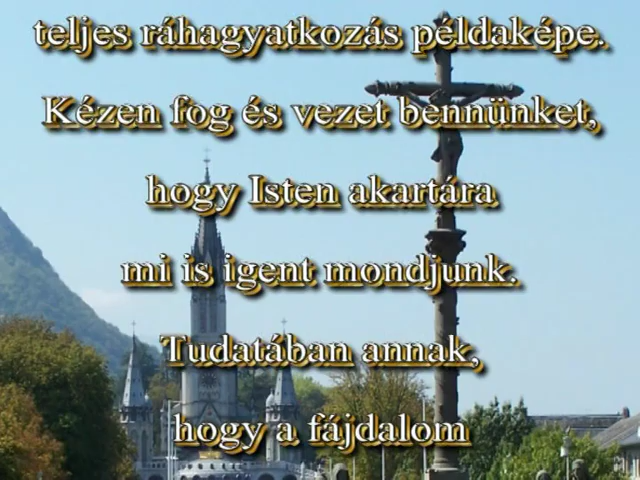 teljes ráhagyatkozás példaképe.
Kézen fog és vezet bennünket,
hogy Isten akartára
mi is igent mondjunk.
Tudatában annak,
hogy a fájdalom